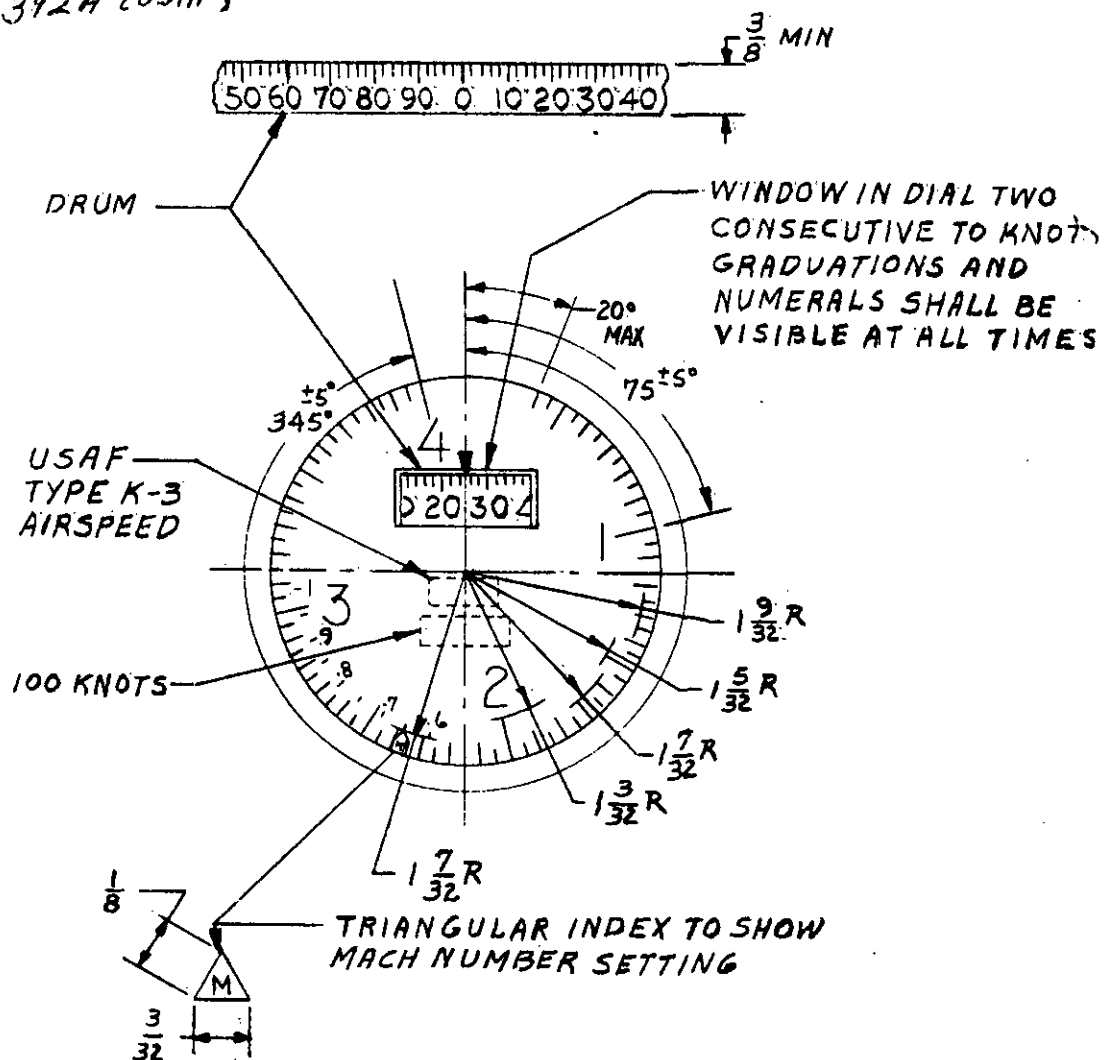 3/8 MIN
50 60 70 80 90 0 10 20 30 40
DRUM
WINDOW IN DIAL TWO
CONSECUTIVE TO KNOT
GRADUATIONS AND
NUMERALS SHALL BE
VISIBLE AT ALL TIMES
20°
MAX
75±5°
±5°
345°
4
USAF
TYPE K-3
AIRSPEED
20 30
1
3
.9
.8
.7
.6
2
100 KNOTS
1 9/32 R
1 5/32 R
1 7/32 R
1 3/32 R
1 7/32 R
1/8
TRIANGULAR INDEX TO SHOW
MACH NUMBER SETTING
M
3/32